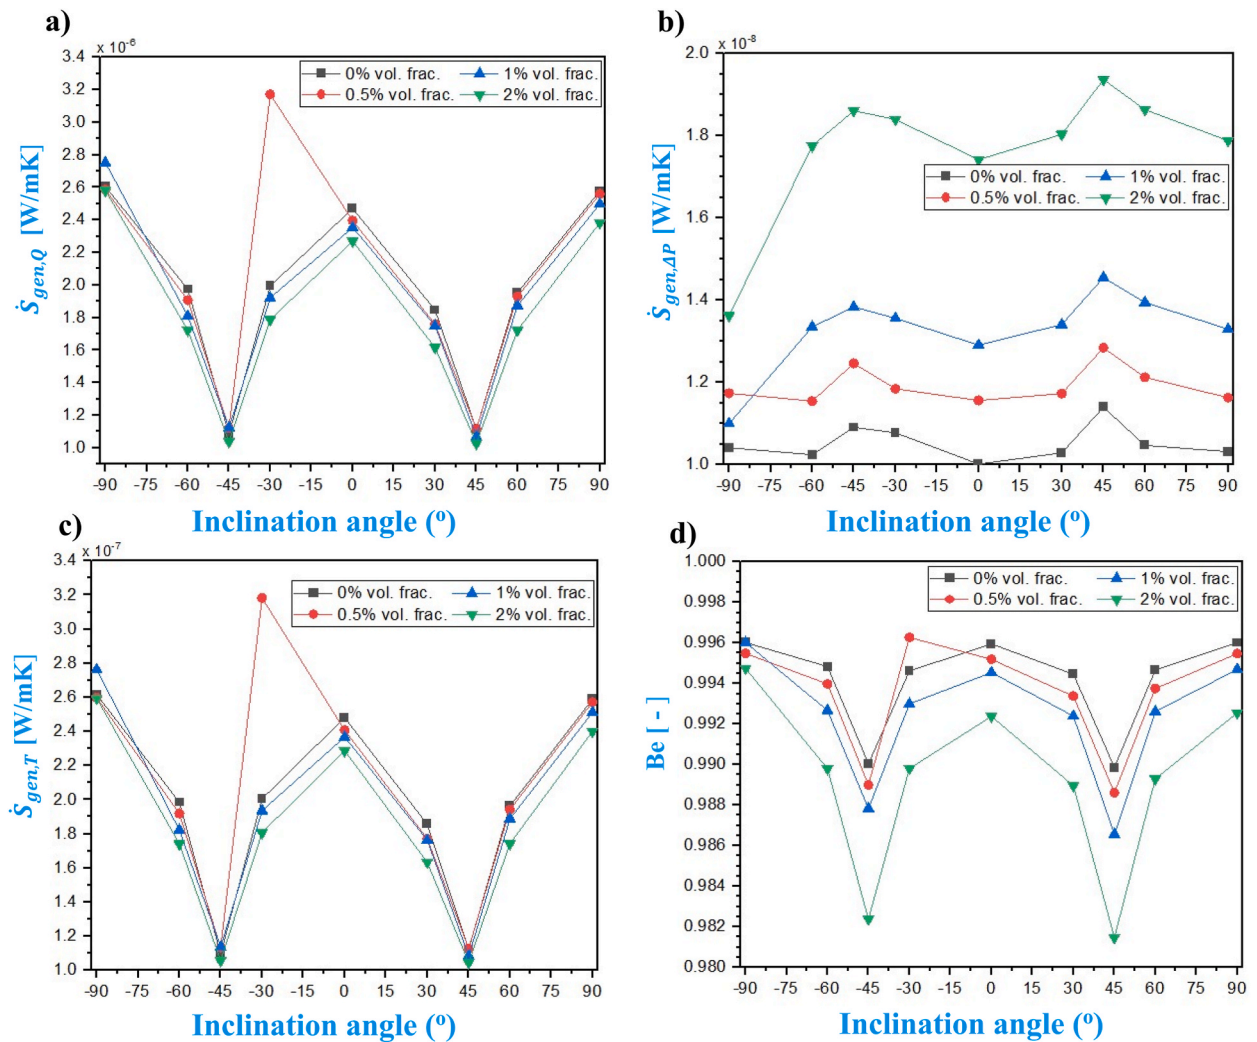 a)
x 10⁻⁶
3.4
3.2
3.0
2.8
2.6
2.4
2.2
2.0
1.8
1.6
1.4
1.2
1.0
0% vol. frac.
1% vol. frac.
0.5% vol. frac.
2% vol. frac.
Ṡgen,Q [W/mK]
-90 -75 -60 -45 -30 -15 0 15 30 45 60 75 90
Inclination angle (º)
b)
x 10⁻⁸
2.0
1.8
1.6
1.4
1.2
1.0
0% vol. frac.
1% vol. frac.
0.5% vol. frac.
2% vol. frac.
Ṡgen,ΔP [W/mK]
-90 -75 -60 -45 -30 -15 0 15 30 45 60 75 90
Inclination angle (º)
c)
x 10⁻⁷
3.4
3.2
3.0
2.8
2.6
2.4
2.2
2.0
1.8
1.6
1.4
1.2
1.0
0% vol. frac.
1% vol. frac.
0.5% vol. frac.
2% vol. frac.
Ṡgen,T [W/mK]
-90 -75 -60 -45 -30 -15 0 15 30 45 60 75 90
Inclination angle (º)
d)
1.000
0.998
0.996
0.994
0.992
0.990
0.988
0.986
0.984
0.982
0.980
0% vol. frac.
1% vol. frac.
0.5% vol. frac.
2% vol. frac.
Be [ - ]
-90 -75 -60 -45 -30 -15 0 15 30 45 60 75 90
Inclination angle (º)